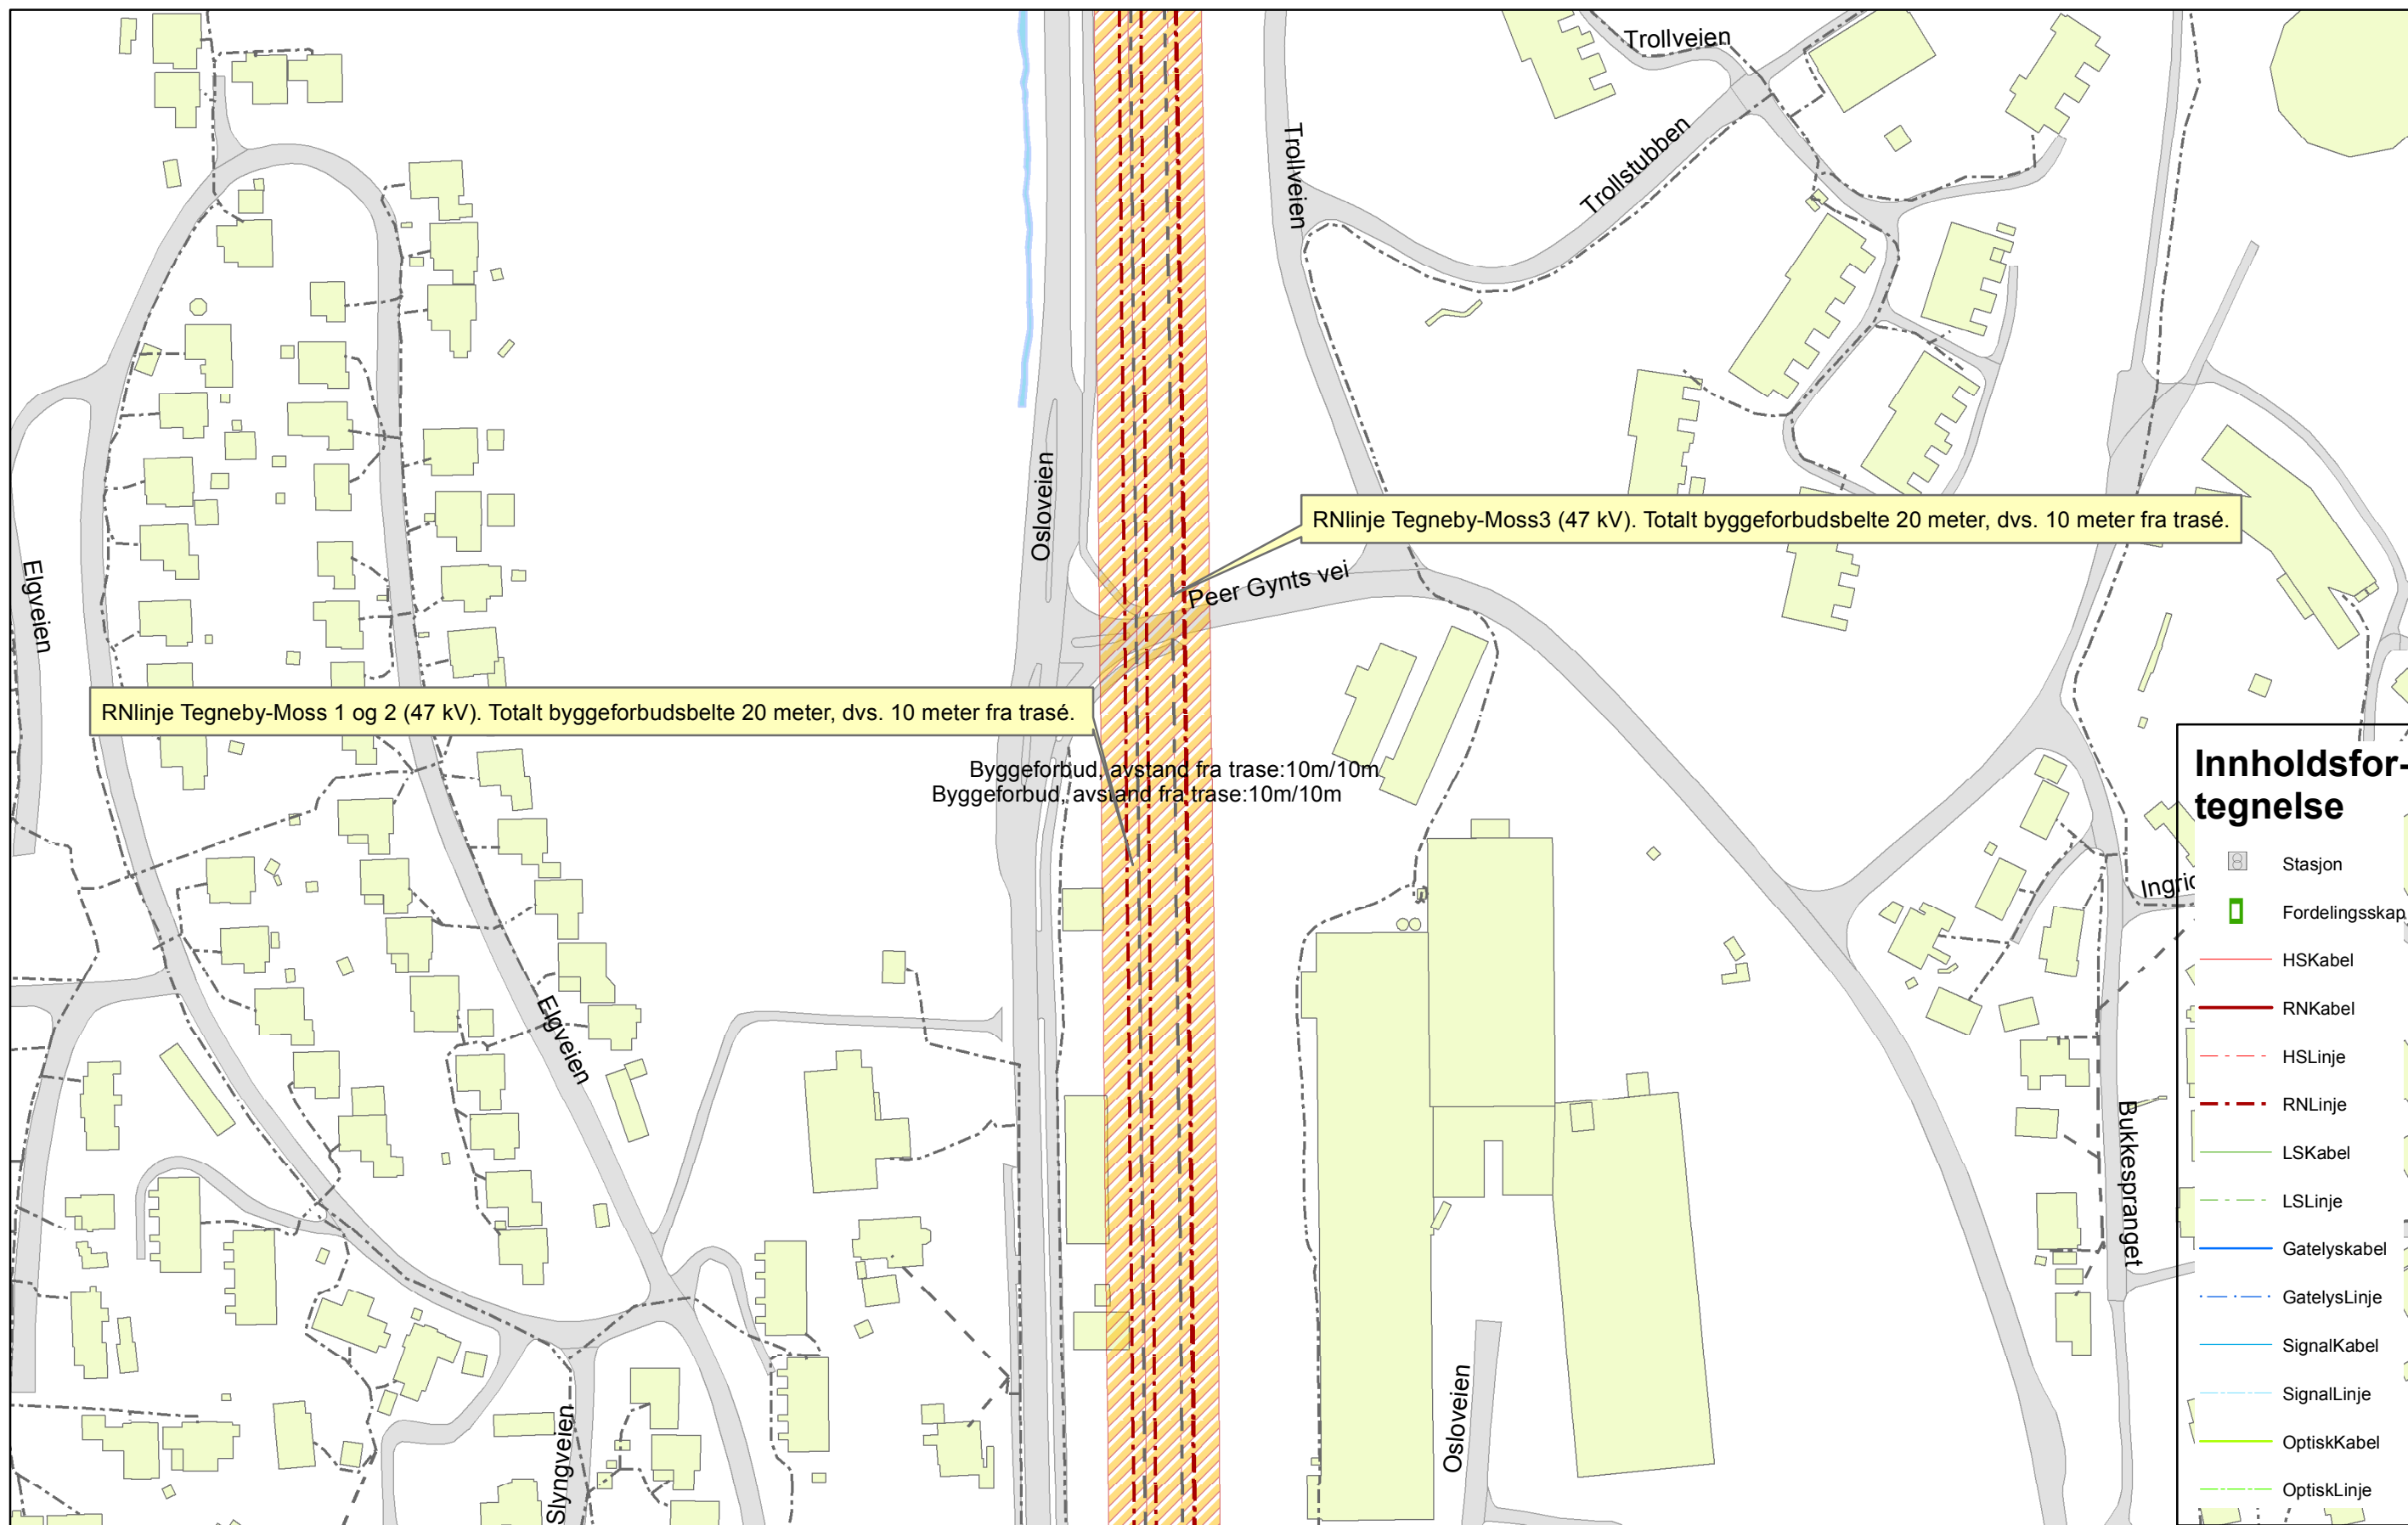 Trollveien
Trollveien
Trollstubben
Osloveien
RNlinje Tegneby-Moss3 (47 kV). Totalt byggeforbudsbelte 20 meter, dvs. 10 meter fra trasé.
Peer Gynts vei
Elgveien
RNlinje Tegneby-Moss 1 og 2 (47 kV). Totalt byggeforbudsbelte 20 meter, dvs. 10 meter fra trasé.
Byggeforbud, avstand fra trase:10m/10m
Byggeforbud, avstand fra trase:10m/10m
Elgveien
Slyngveien
Osloveien
Bukkespranget
Ingrid
Innholdsfor-
tegnelse
Stasjon
Fordelingsskap
HSKabel
RNKabel
HSLinje
RNLinje
LSKabel
LSLinje
Gatelyskabel
GatelysLinje
SignalKabel
SignalLinje
OptiskKabel
OptiskLinje